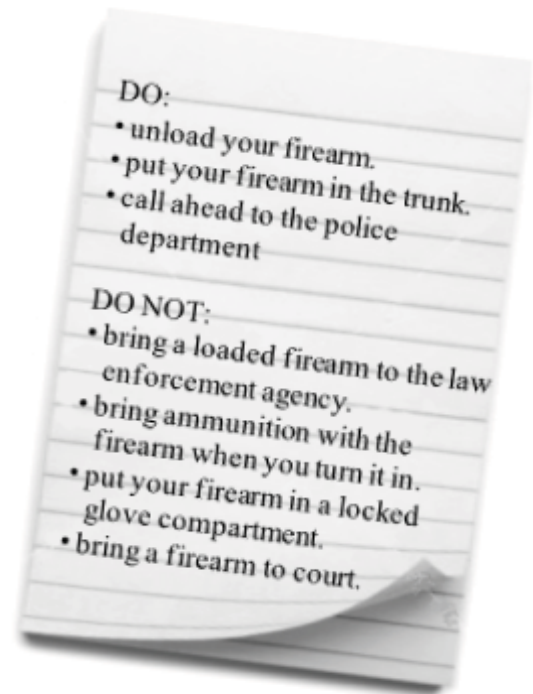 DO:
• unload your firearm.
• put your firearm in the trunk.
• call ahead to the police
department
DO NOT:
• bring a loaded firearm to the law
enforcement agency.
• bring ammunition with the
firearm when you turn it in.
• put your firearm in a locked
glove compartment.
• bring a firearm to court.